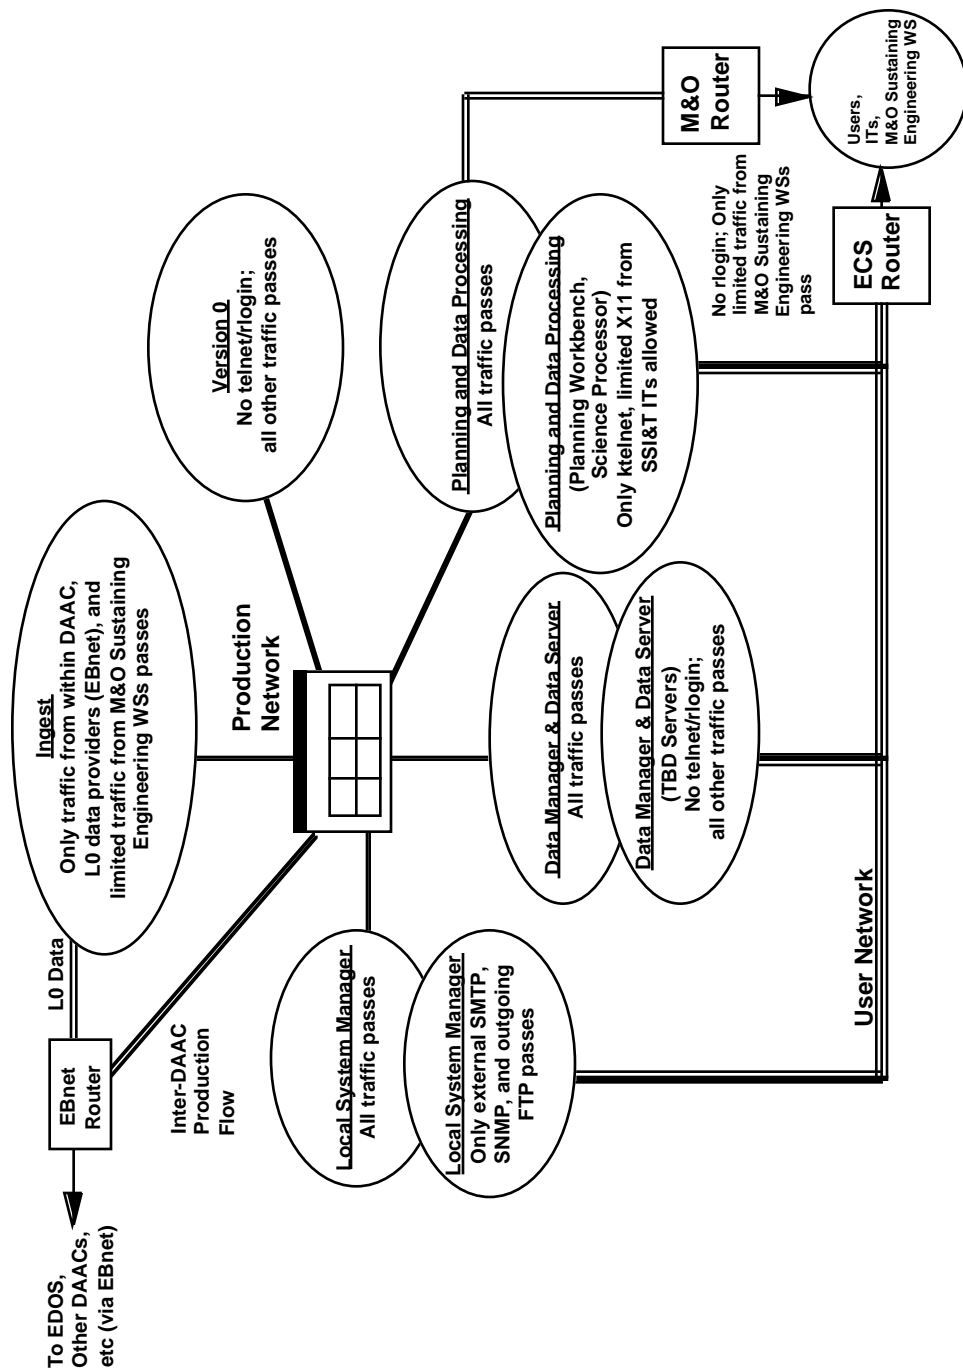 To EDOS,
Other DAACs,
etc (via EBnet)
EBnet
Router
L0 Data
Inter-DAAC
Production
Flow
Ingest
Only traffic from within DAAC,
L0 data providers (EBnet), and
limited traffic from M&O Sustaining
Engineering WSs passes
Production
Network
Version 0
No telnet/rlogin;
all other traffic passes
Local System Manager
All traffic passes
Local System Manager
Only external SMTP,
SNMP, and outgoing
FTP passes
Data Manager & Data Server
All traffic passes
Data Manager & Data Server
(TBD Servers)
No telnet/rlogin;
all other traffic passes
Planning and Data Processing
All traffic passes
Planning and Data Processing
(Planning Workbench,
Science Processor)
Only ktelnet, limited X11 from
SSI&T ITs allowed
M&O
Router
No rlogin; Only
limited traffic from
M&O Sustaining
Engineering WSs
pass
User Network
ECS
Router
Users,
ITs,
M&O Sustaining
Engineering WS